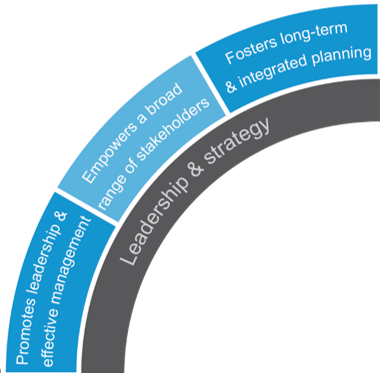 Fosters long-term
& integrated planning
Empowers a broad
range of stakeholders
Promotes leadership &
effective management
Leadership & strategy